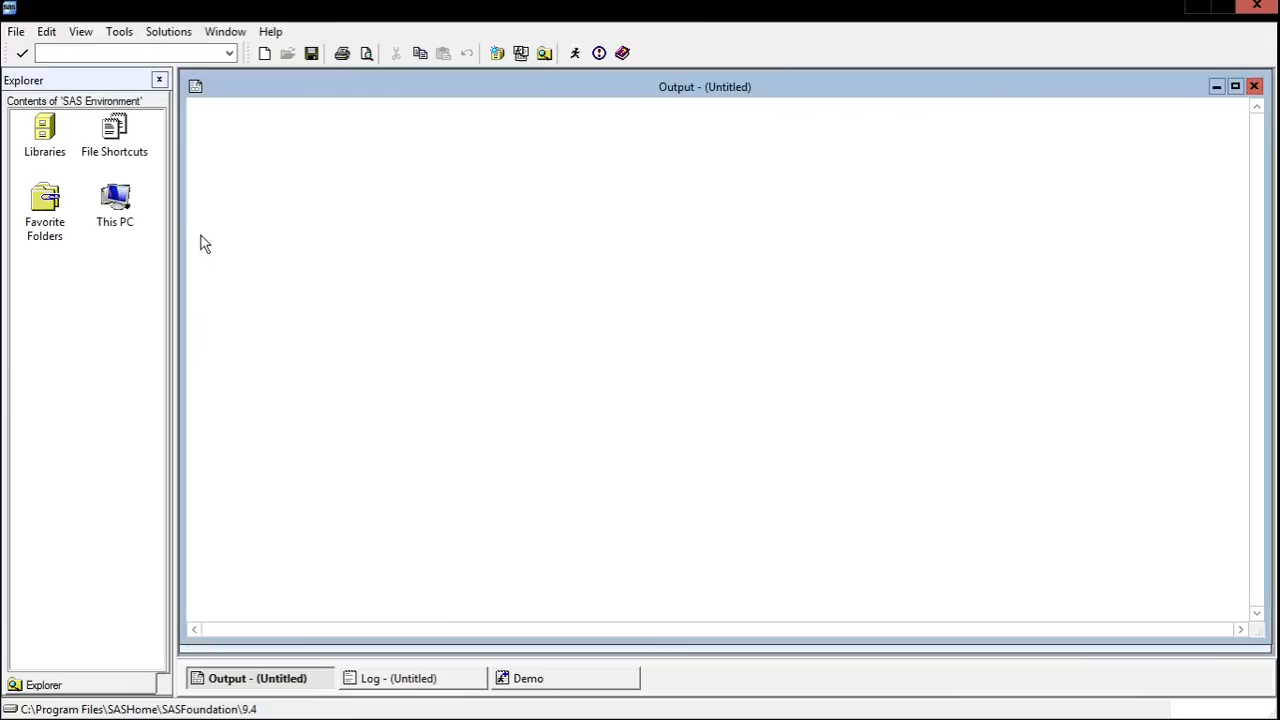 sas
File Edit View Tools Solutions Window Help
Explorer
Contents of 'SAS Environment'
Libraries
File Shortcuts
Favorite
Folders
This PC
Output - (Untitled)
Output - (Untitled)
Log - (Untitled)
Demo
Explorer
C:\Program Files\SASHome\SASFoundation\9.4